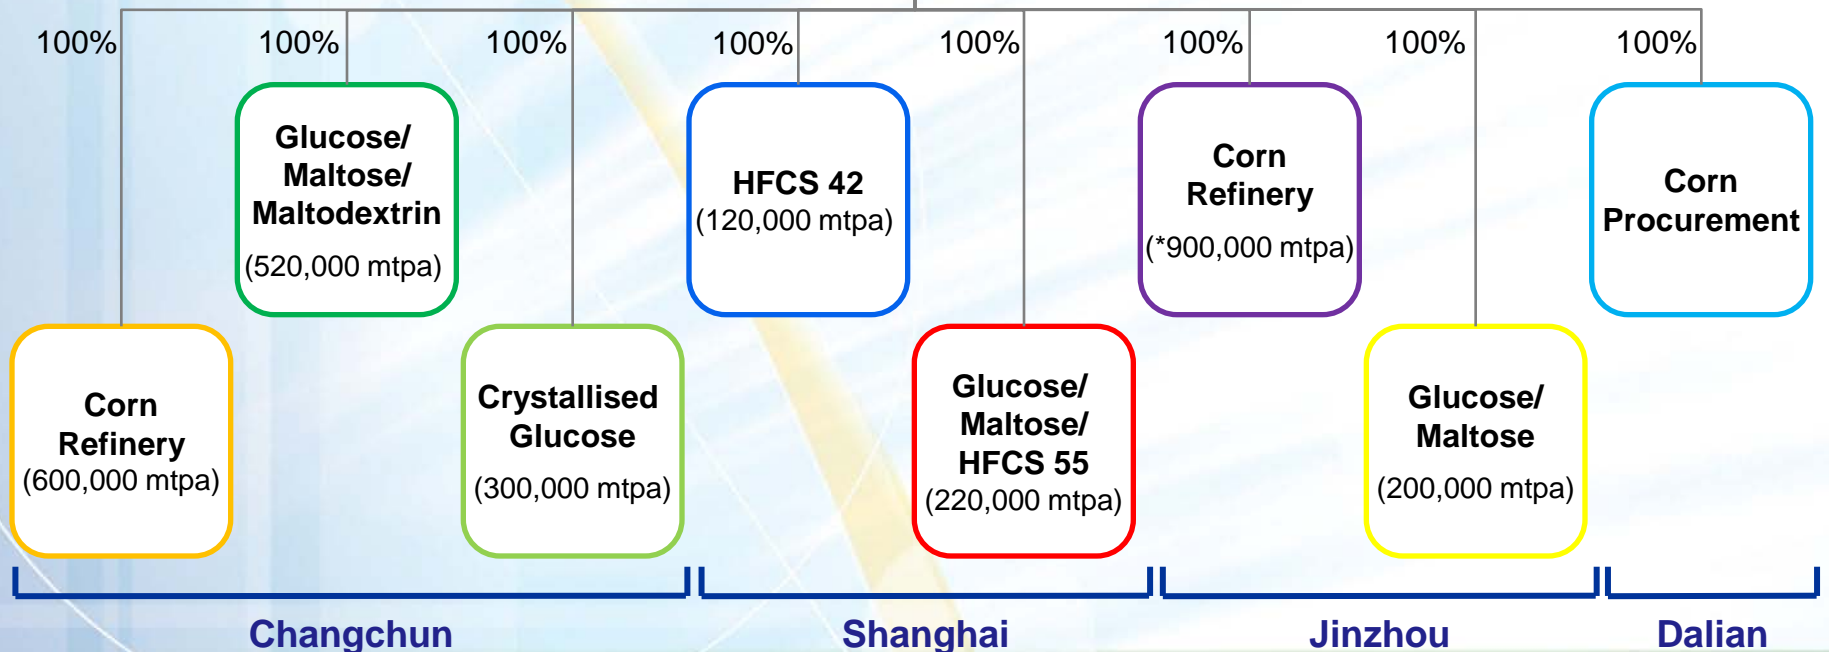 100% 100% 100% 100% 100% 100% 100% 100%
Glucose/
Maltose/
Maltodextrin
(520,000 mtpa)
HFCS 42
(120,000 mtpa)
Corn
Refinery
(*900,000 mtpa)
Corn
Procurement
Corn
Refinery
(600,000 mtpa)
Crystallised
Glucose
(300,000 mtpa)
Glucose/
Maltose/
HFCS 55
(220,000 mtpa)
Glucose/
Maltose
(200,000 mtpa)
Changchun Shanghai Jinzhou Dalian